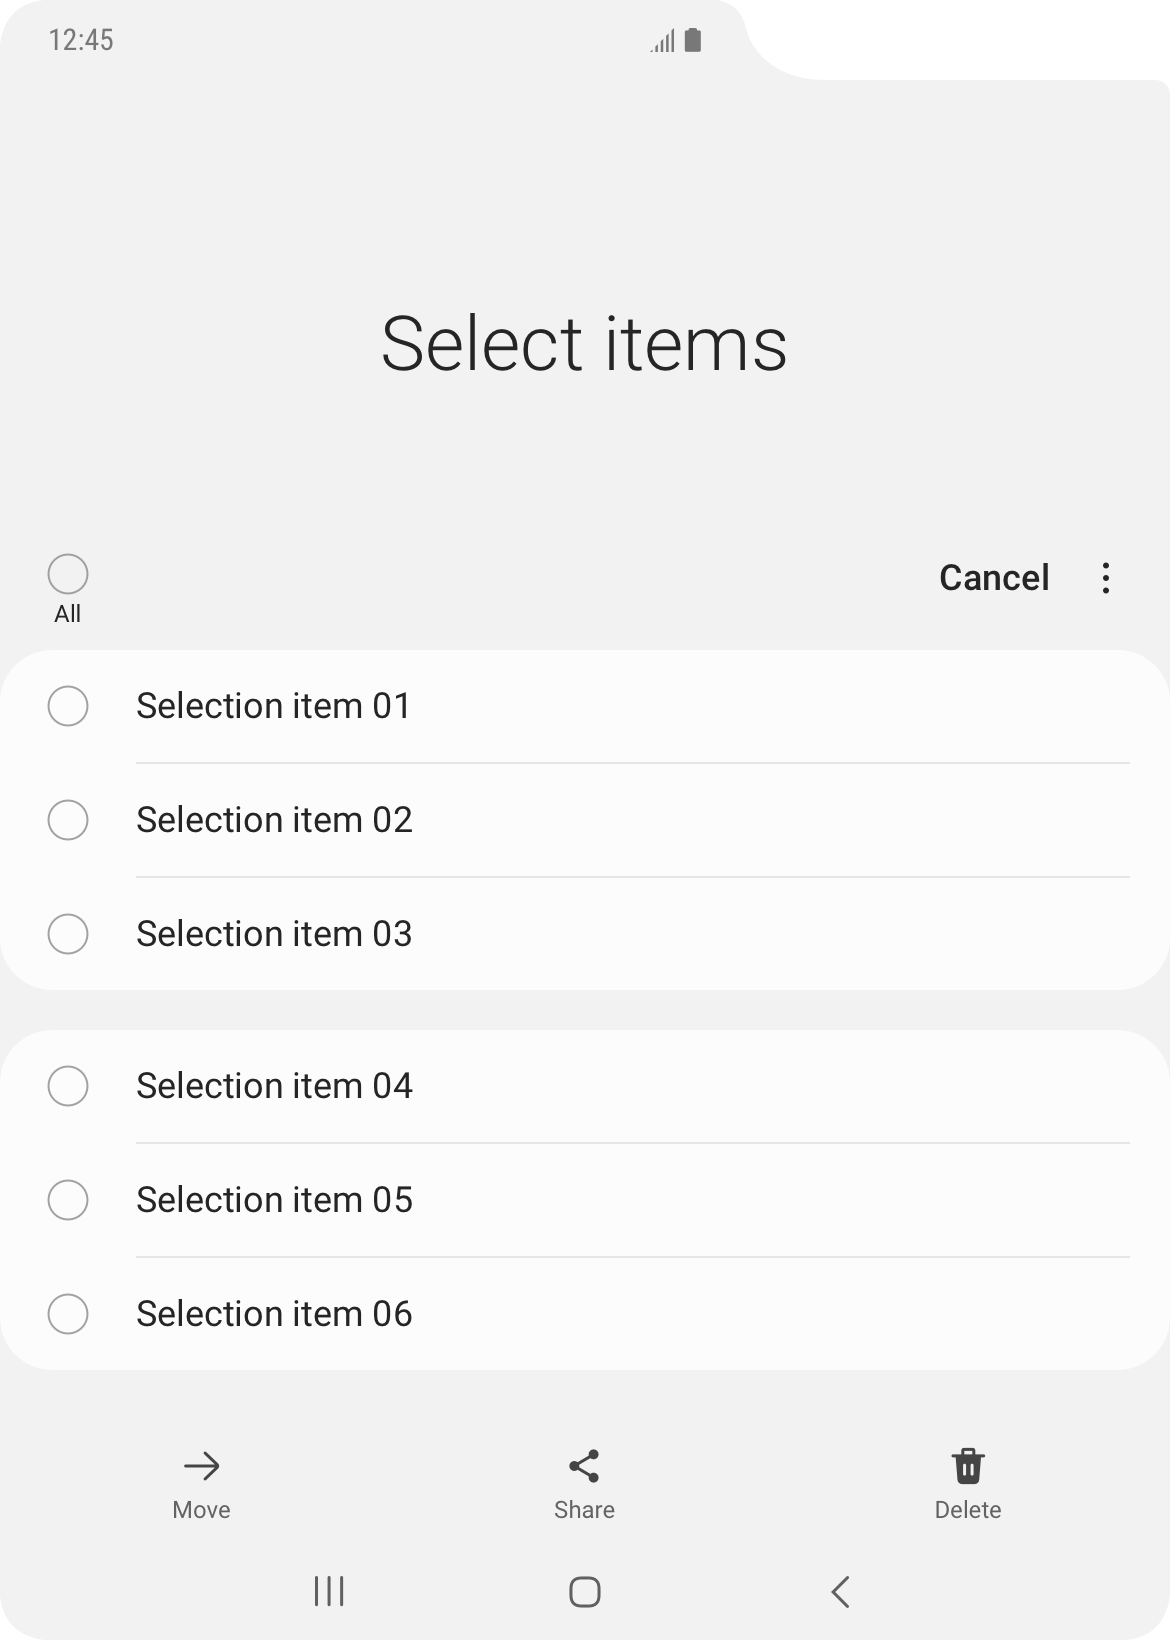 12:45
Select items
All
Cancel
Selection item 01
Selection item 02
Selection item 03
Selection item 04
Selection item 05
Selection item 06
Move
Share
Delete